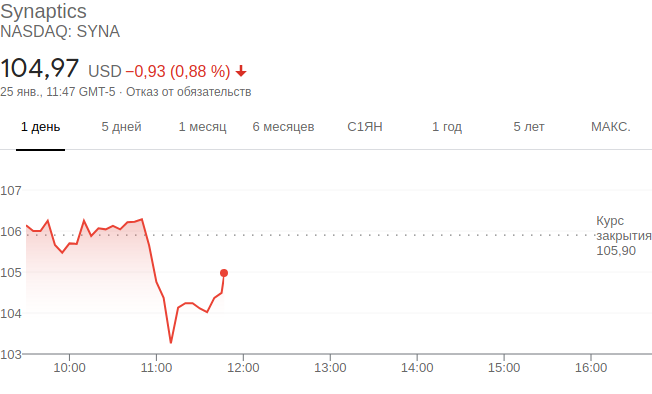 Synaptics
NASDAQ: SYNA
104,97 USD −0,93 (0,88 %)
25 янв., 11:47 GMT-5 · Отказ от обязательств
1 день 5 дней 1 месяц 6 месяцев С1ЯН 1 год 5 лет МАКС.
107
106
105
104
103
Курс
закрытия
105,90
10:00 11:00 12:00 13:00 14:00 15:00 16:00